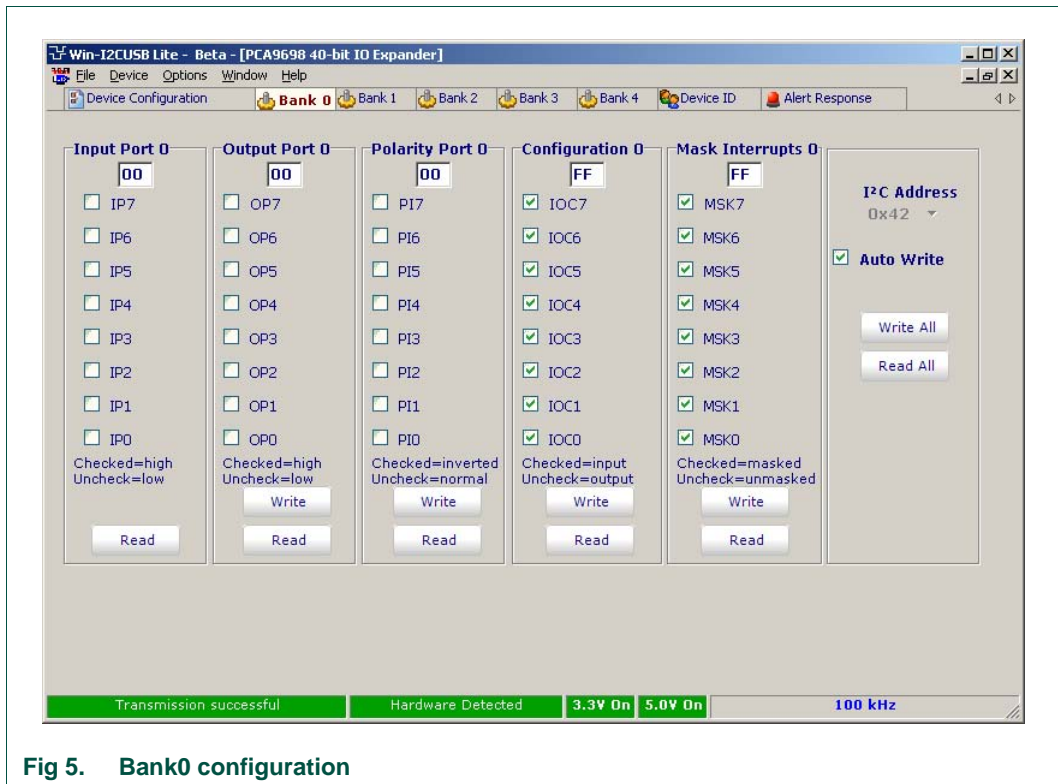 Win-I2CUSB Lite - Beta - [PCA9698 40-bit IO Expander]
File Device Options Window Help
Device Configuration Bank 0 Bank 1 Bank 2 Bank 3 Bank 4 Device ID Alert Response
Input Port 0 Output Port 0 Polarity Port 0 Configuration 0 Mask Interrupts 0
00 00 00 FF FF
I²C Address
0x42
IP7 OP7 PI7 IOC7 MSK7
IP6 OP6 PI6 IOC6 MSK6
Auto Write
IP5 OP5 PI5 IOC5 MSK5
IP4 OP4 PI4 IOC4 MSK4
Write All
IP3 OP3 PI3 IOC3 MSK3
Read All
IP2 OP2 PI2 IOC2 MSK2
IP1 OP1 PI1 IOC1 MSK1
IP0 OP0 PI0 IOC0 MSK0
Checked=high Checked=high Checked=inverted Checked=input Checked=masked
Uncheck=low Uncheck=low Uncheck=normal Uncheck=output Uncheck=unmasked
Write Write Write Write
Read Read Read Read Read
Transmission successful Hardware Detected 3.3V On 5.0V On 100 kHz
Fig 5. Bank0 configuration